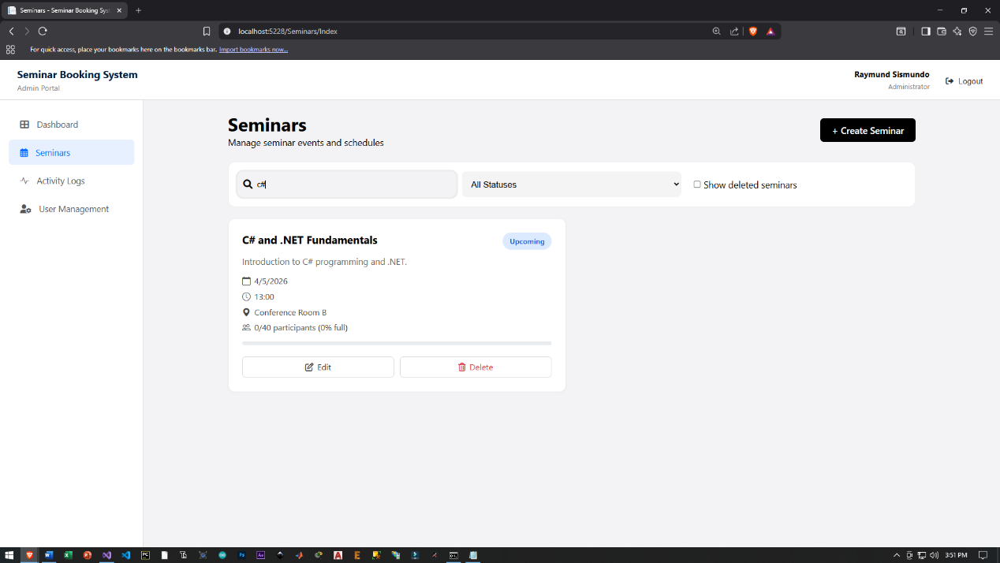 Seminars - Seminar Booking Sys
localhost:5228/Seminars/Index
For quick access, place your bookmarks here on the bookmarks bar. Import bookmarks now...
Seminar Booking System
Admin Portal
Raymund Sismundo
Administrator
Logout
Dashboard
Seminars
Activity Logs
User Management
Seminars
Manage seminar events and schedules
+ Create Seminar
c#
All Statuses
Show deleted seminars
C# and .NET Fundamentals
Upcoming
Introduction to C# programming and .NET.
4/5/2026
13:00
Conference Room B
0/40 participants (0% full)
Edit
Delete
3:51 PM